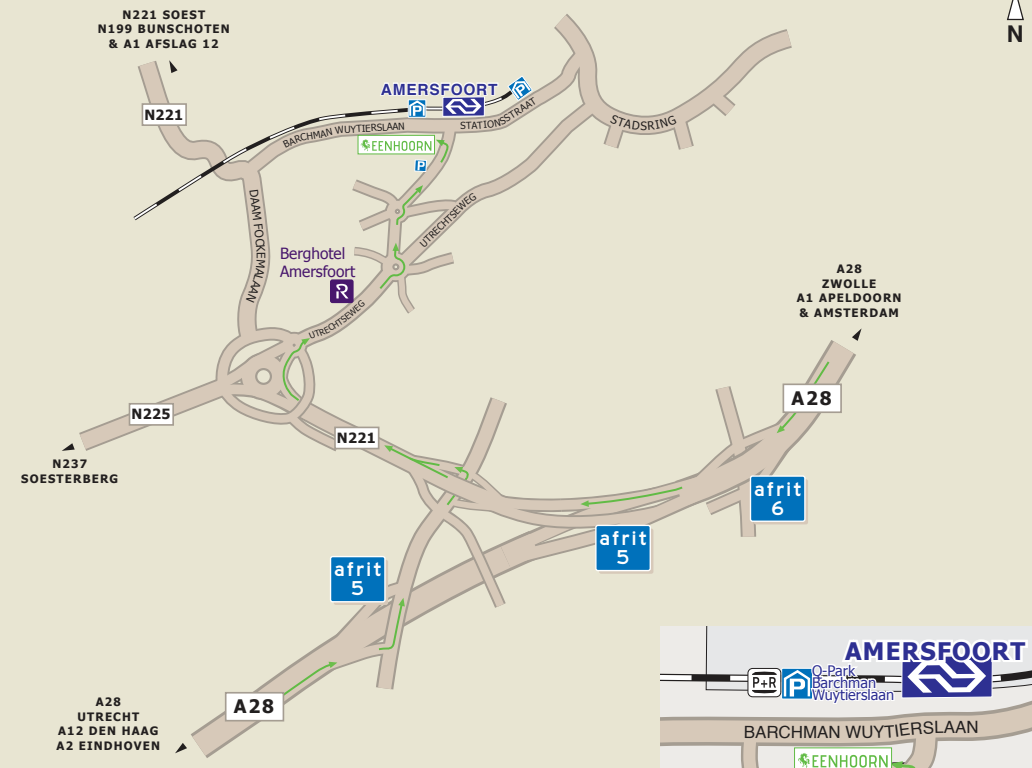 N221 SOEST
N199 BUNSCHOTEN
& A1 AFSLAG 12
N
N221
AMERSFOORT
P
P
BARCHMAN WUYTIERSLAAN
STATIONSSTRAAT
STADSRING
EENHOORN
P
DAAM FOCKEMALAAN
UTRECHTSEWEG
Berghotel
Amersfoort
R
UTRECHTSEWEG
A28
ZWOLLE
A1 APELDOORN
& AMSTERDAM
A28
N225
N221
N237
SOESTERBERG
afrit
6
afrit
5
afrit
5
A28
A28
UTRECHT
A12 DEN HAAG
A2 EINDHOVEN
AMERSFOORT
P+R
P
Q-Park
Barchman
Wuytierslaan
BARCHMAN WUYTIERSLAAN
EENHOORN